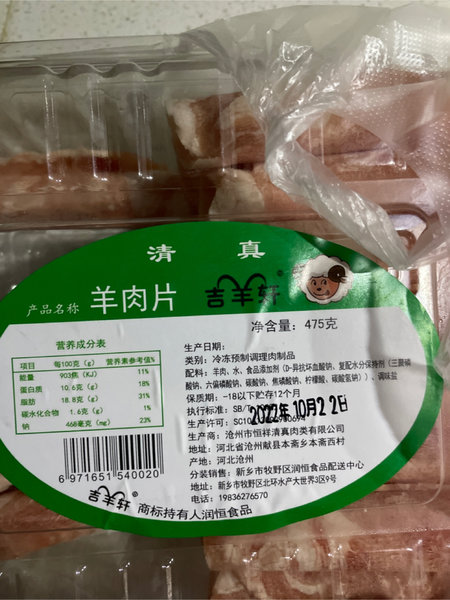 清真
产品名称 羊肉片 吉羊轩 ®
净含量: 475克
营养成分表
项目 每100克(g) 营养素参考值%
能量 903焦(KJ) 11%
蛋白质 10.6克(g) 18%
脂肪 18.8克(g) 31%
碳水化合物 1.6克(g) 1%
钠 468毫克(mg) 23%
生产日期:
类别: 冷冻预制调理肉制品
配料: 羊肉、水、食品添加剂(D-异抗坏血酸钠、复配水分保持剂(三聚磷
酸钠、六偏磷酸钠、碳酸钠、焦磷酸钠、柠檬酸、碳酸氢钠))、调味盐
保质期: -18以下贮存12个月
执行标准: SB/T
2022年10月22日
生产许可: SC10
生产商: 沧州市恒祥清真肉类有限公司
地址: 河北省沧州献县本斋乡本斋西村
产地: 河北沧州
分装销售: 新乡市牧野区润恒食品配送中心
地址: 新乡市牧野区北环水产大世界3区9号
电话: 19836276570
6 971651 540020
吉羊轩 商标持有人润恒食品